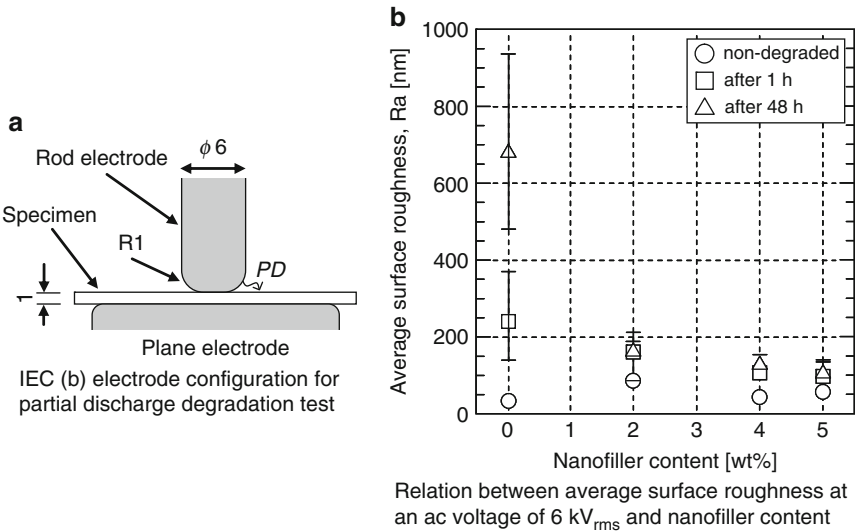 a
Rod electrode
φ 6
Specimen
R1
PD
1
Plane electrode
IEC (b) electrode configuration for
partial discharge degradation test
b
Average surface roughness, Ra [nm]
1000
800
600
400
200
0
non-degraded
after 1 h
after 48 h
0 1 2 3 4 5
Nanofiller content [wt%]
Relation between average surface roughness at
an ac voltage of 6 kVrms and nanofiller content